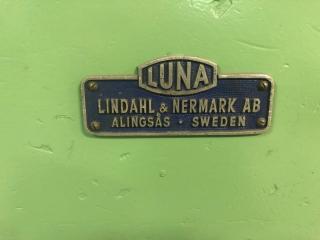 LUNA
LINDAHL & NERMARK AB
ALINGSÅS · SWEDEN